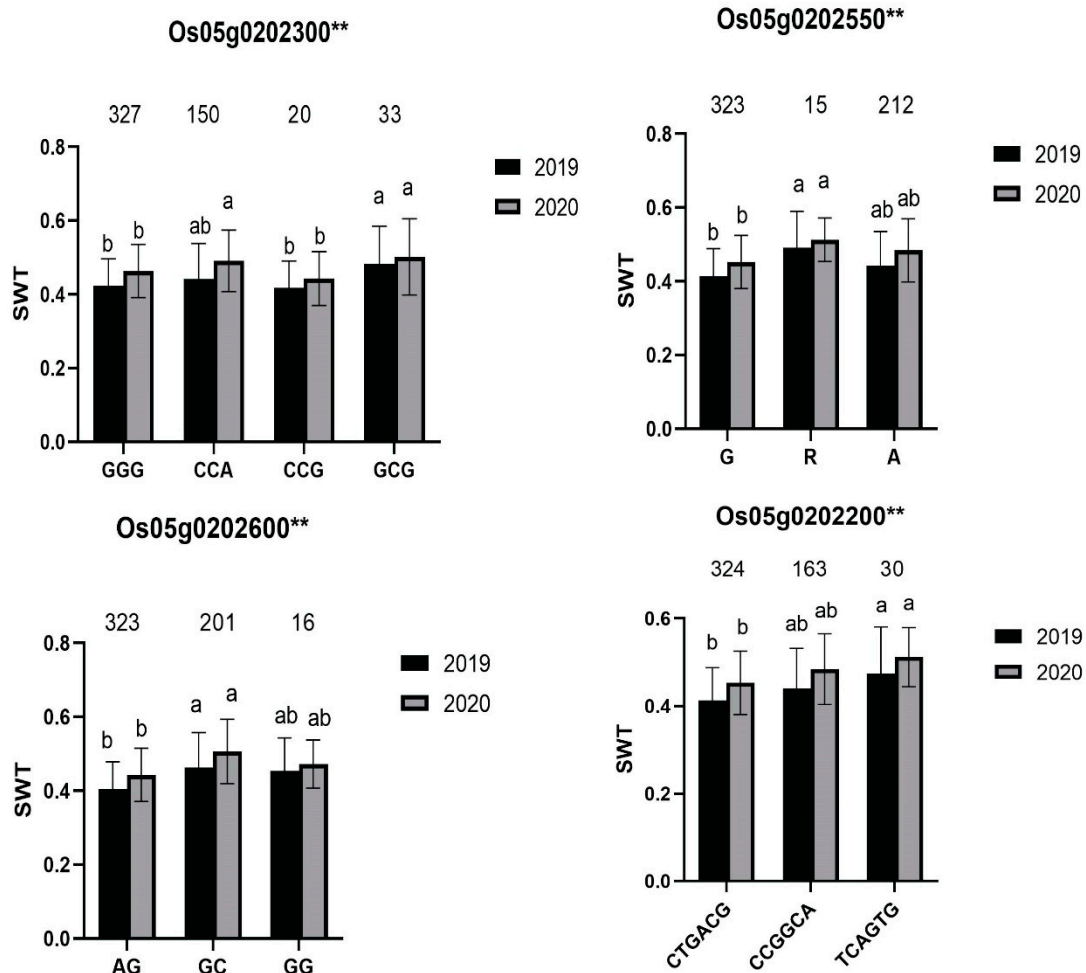 Os05g0202300**
327 150 20 33
0.8
0.6
0.4
0.2
0.0
SWT
b b ab a b b a a
GGG CCA CCG GCG
2019
2020
Os05g0202550**
323 15 212
0.8
0.6
0.4
0.2
0.0
SWT
b b a a ab ab
G R A
2019
2020
Os05g0202600**
323 201 16
0.8
0.6
0.4
0.2
0.0
SWT
b b a a ab ab
AG GC GG
2019
2020
Os05g0202200**
324 163 30
0.6
0.4
0.2
0.0
SWT
b b ab ab a a
CTGACG CCGGCA TCAGTG
2019
2020